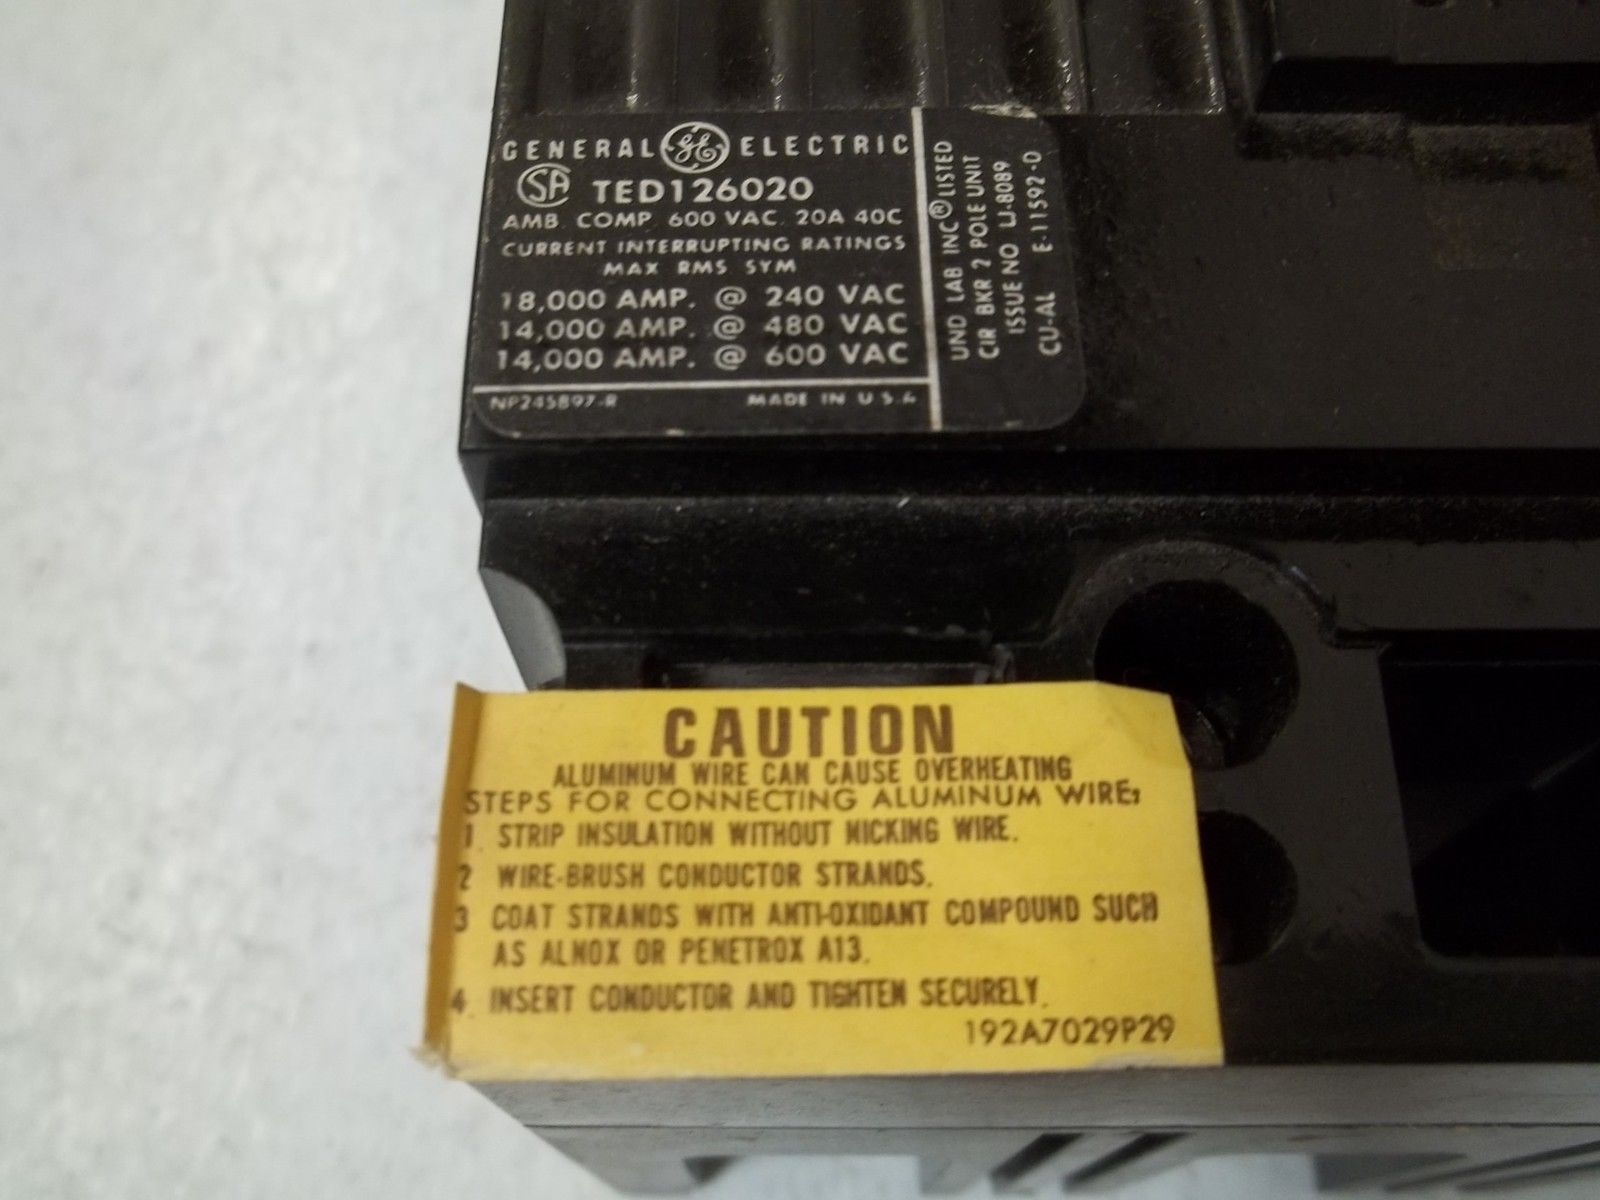 GENERAL GE ELECTRIC
SA TED126020
AMB. COMP. 600 VAC. 20A 40C
CURRENT INTERRUPTING RATINGS
MAX RMS SYM
18,000 AMP. @ 240 VAC
14,000 AMP. @ 480 VAC
14,000 AMP. @ 600 VAC
NP245897-R MADE IN U.S.A
UND LAB INC® LISTED
CIR BKR 2 POLE UNIT
ISSUE NO LJ-8089
CU-AL E-11592-D
CAUTION
ALUMINUM WIRE CAN CAUSE OVERHEATING
STEPS FOR CONNECTING ALUMINUM WIRE;
1. STRIP INSULATION WITHOUT NICKING WIRE.
2 WIRE-BRUSH CONDUCTOR STRANDS.
3 COAT STRANDS WITH ANTI-OXIDANT COMPOUND SUCH
AS ALNOX OR PENETROX A13.
4. INSERT CONDUCTOR AND TIGHTEN SECURELY.
192A7029P29